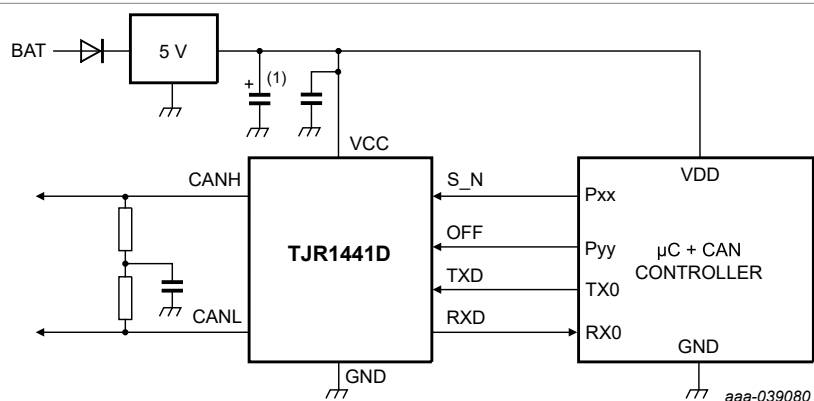 BAT
5 V
+
(1)
VCC
VDD
CANH
S_N
Pxx
OFF
Pyy
TJR1441D
µC + CAN
CONTROLLER
TXD
TX0
CANL
RXD
RX0
GND
GND
aaa-039080